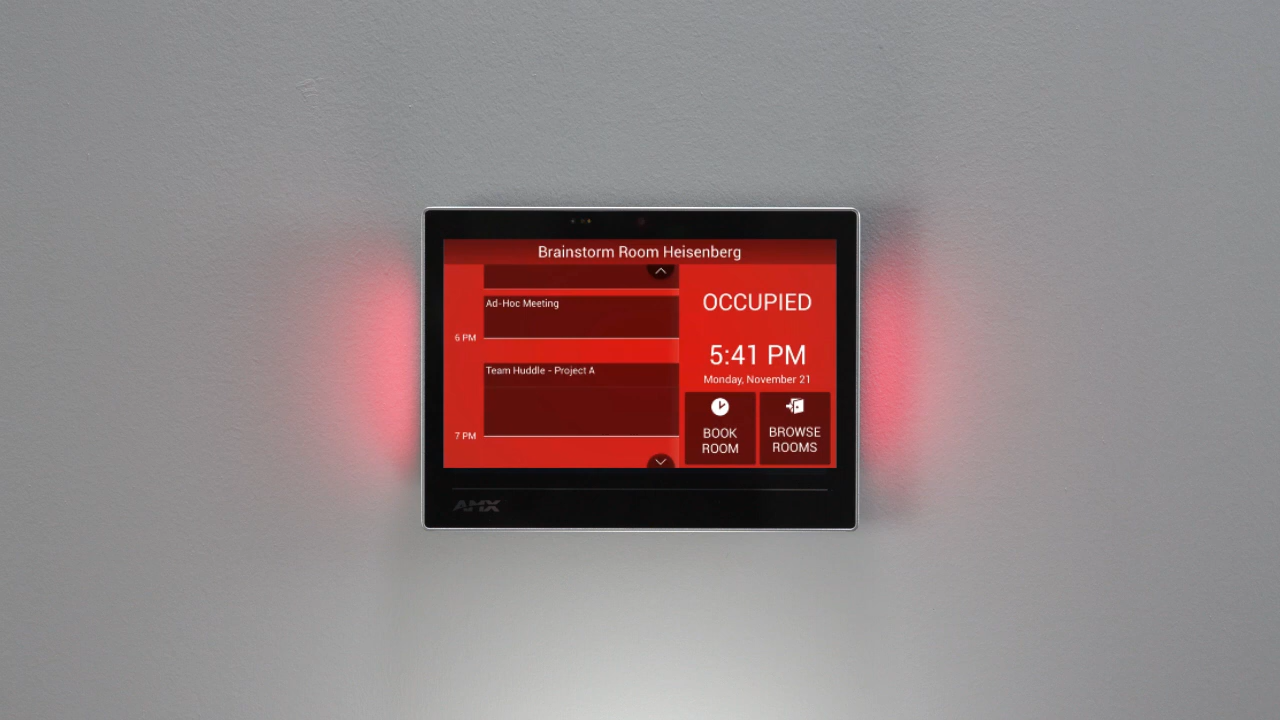 Brainstorm Room Heisenberg
Ad-Hoc Meeting
6 PM
Team Huddle - Project A
7 PM
OCCUPIED
5:41 PM
Monday, November 21
BOOK
ROOM
BROWSE
ROOMS
AMX